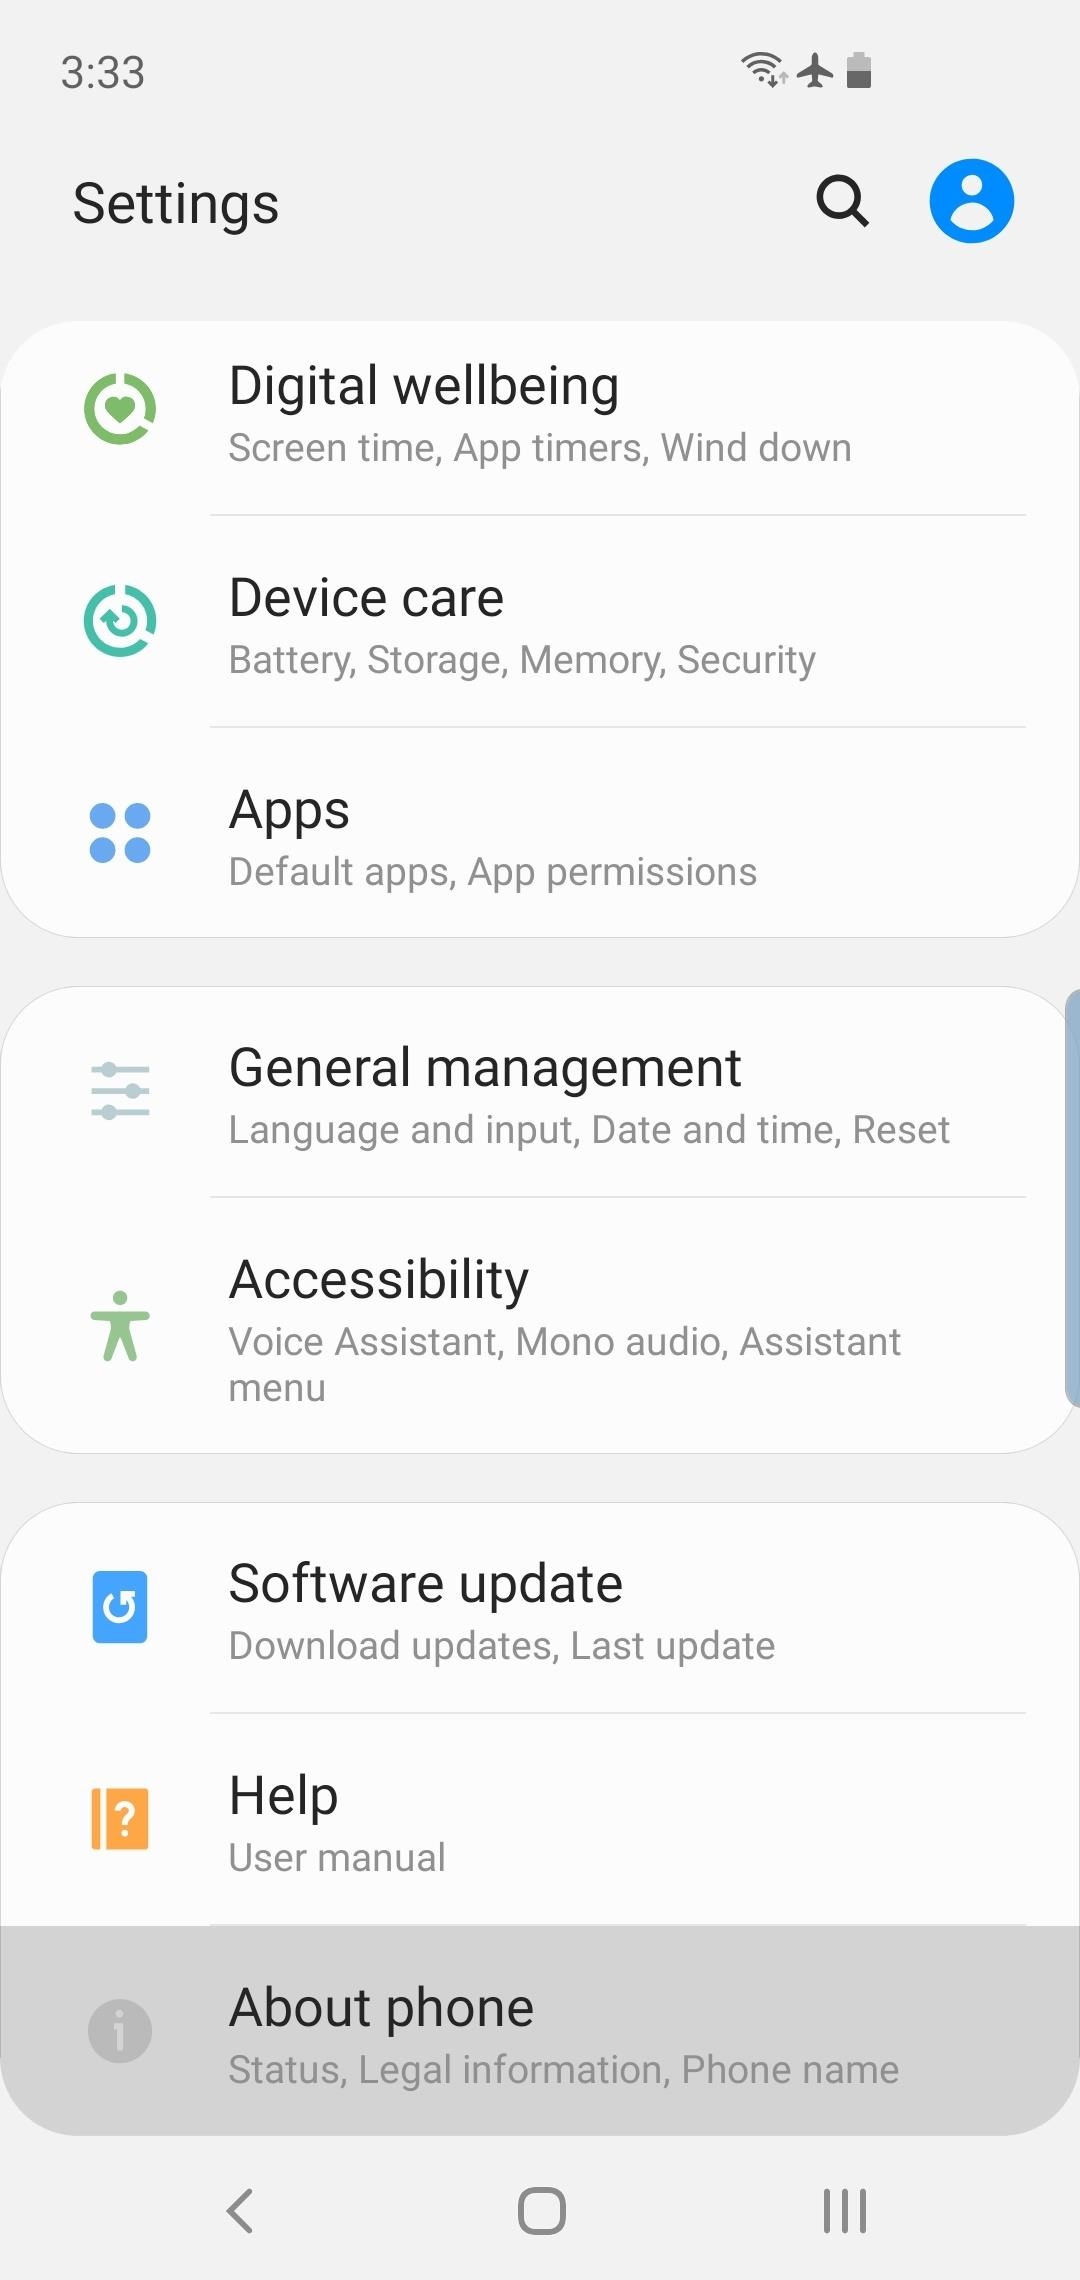 3:33
Settings
Digital wellbeing
Screen time, App timers, Wind down
Device care
Battery, Storage, Memory, Security
Apps
Default apps, App permissions
General management
Language and input, Date and time, Reset
Accessibility
Voice Assistant, Mono audio, Assistant
menu
Software update
Download updates, Last update
Help
User manual
About phone
Status, Legal information, Phone name